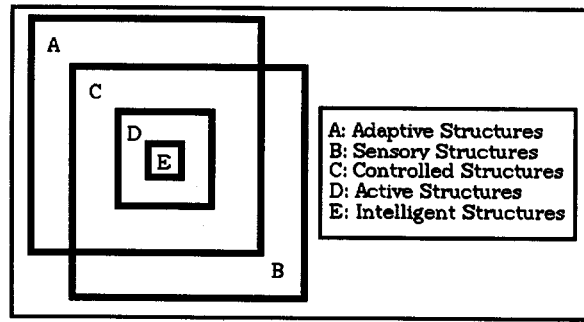 A
C
D
E
B
A: Adaptive Structures
B: Sensory Structures
C: Controlled Structures
D: Active Structures
E: Intelligent Structures